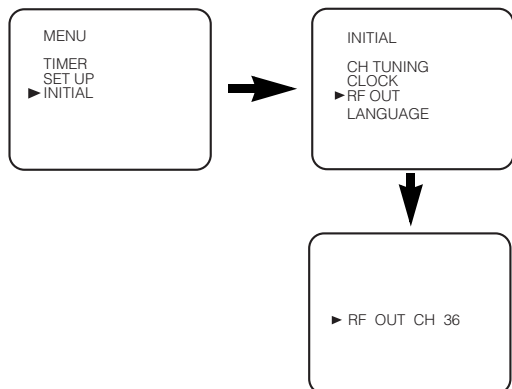 MENU
TIMER
SET UP
►INITIAL
INITIAL
CH TUNING
CLOCK
►RF OUT
LANGUAGE
► RF OUT CH 36